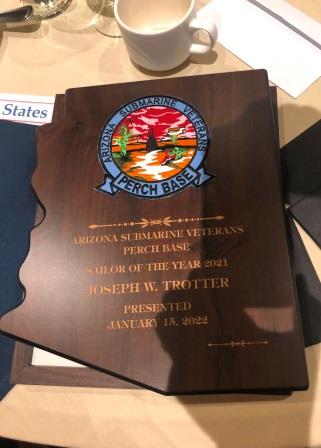 States
ARIZONA SUBMARINE VETERANS
PERCH BASE
ARIZONA SUBMARINE VETERANS
PERCH BASE
SAILOR OF THE YEAR 2021
JOSEPH W. TROTTER
PRESENTED
JANUARY 15, 2022